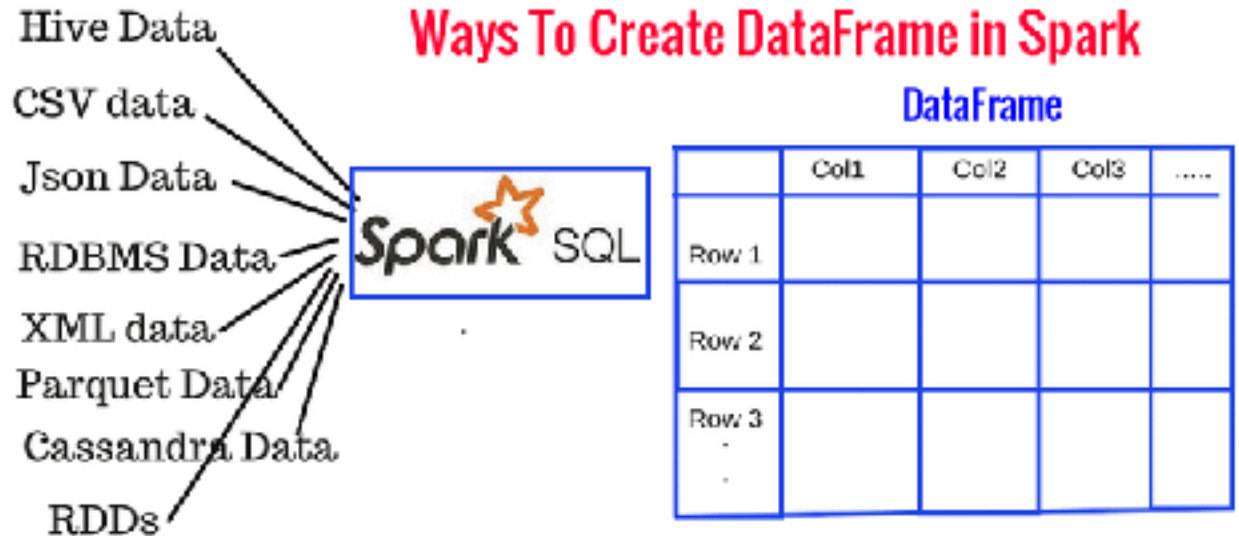 Ways To Create DataFrame in Spark
Hive Data
CSV data
Json Data
RDBMS Data
XML data
Parquet Data
Cassandra Data
RDDs
Spark SQL
DataFrame
Col1 Col2 Col3 .....
Row 1
Row 2
Row 3